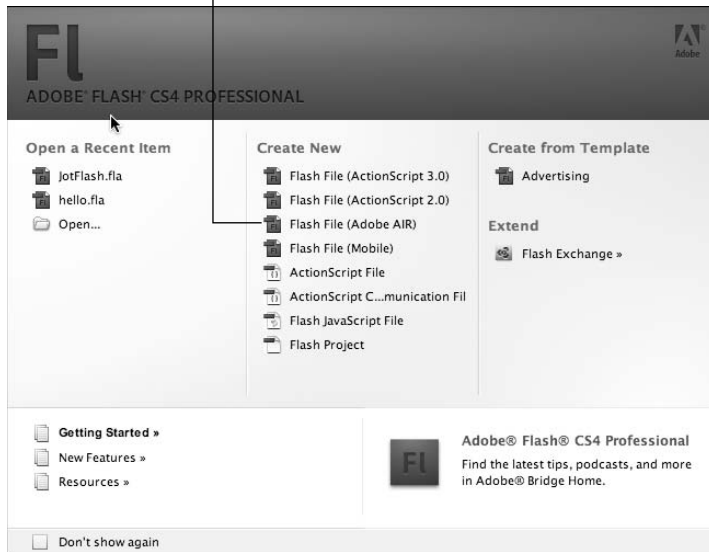 Fl
Adobe
ADOBE® FLASH® CS4 PROFESSIONAL
Open a Recent Item
JotFlash.fla
hello.fla
Open...
Create New
Flash File (ActionScript 3.0)
Flash File (ActionScript 2.0)
Flash File (Adobe AIR)
Flash File (Mobile)
ActionScript File
ActionScript C...munication Fil
Flash JavaScript File
Flash Project
Create from Template
Advertising
Extend
Flash Exchange »
Getting Started »
New Features »
Resources »
Fl
Adobe® Flash® CS4 Professional
Find the latest tips, podcasts, and more
in Adobe® Bridge Home.
Don't show again